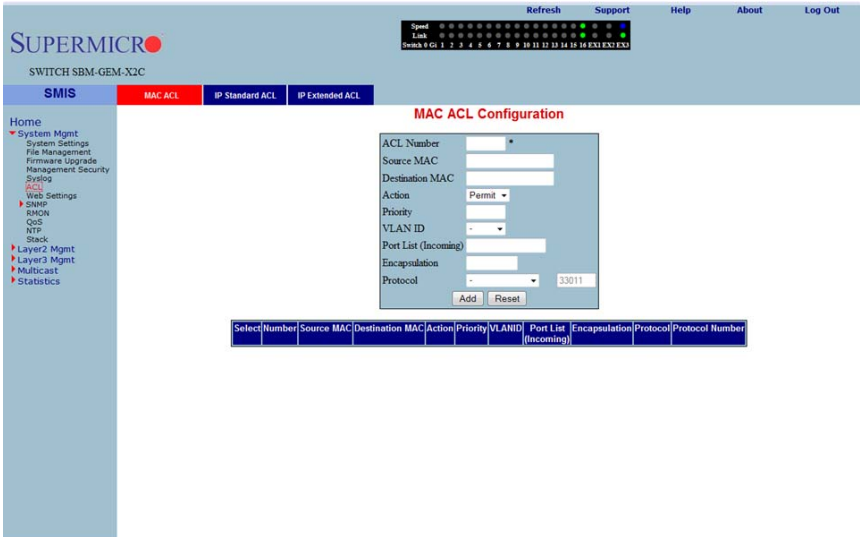 Refresh Support Help About Log Out
Speed
Link
Switch 0 Gi 1 2 3 4 5 6 7 8 9 10 11 12 13 14 15 16 EX1 EX2 EX3
SUPERMICRO
SWITCH SBM-GEM-X2C
SMIS
MAC ACL IP Standard ACL IP Extended ACL
Home
System Mgmt
System Settings
File Management
Firmware Upgrade
Management Security
Syslog
ACL
Web Settings
SNMP
RMON
QoS
NTP
Stack
Layer2 Mgmt
Layer3 Mgmt
Multicast
Statistics
MAC ACL Configuration
ACL Number *
Source MAC
Destination MAC
Action Permit
Priority
VLAN ID -
Port List (Incoming)
Encapsulation
Protocol - 33011
Add Reset
Select Number Source MAC Destination MAC Action Priority VLANID Port List (Incoming) Encapsulation Protocol Protocol Number